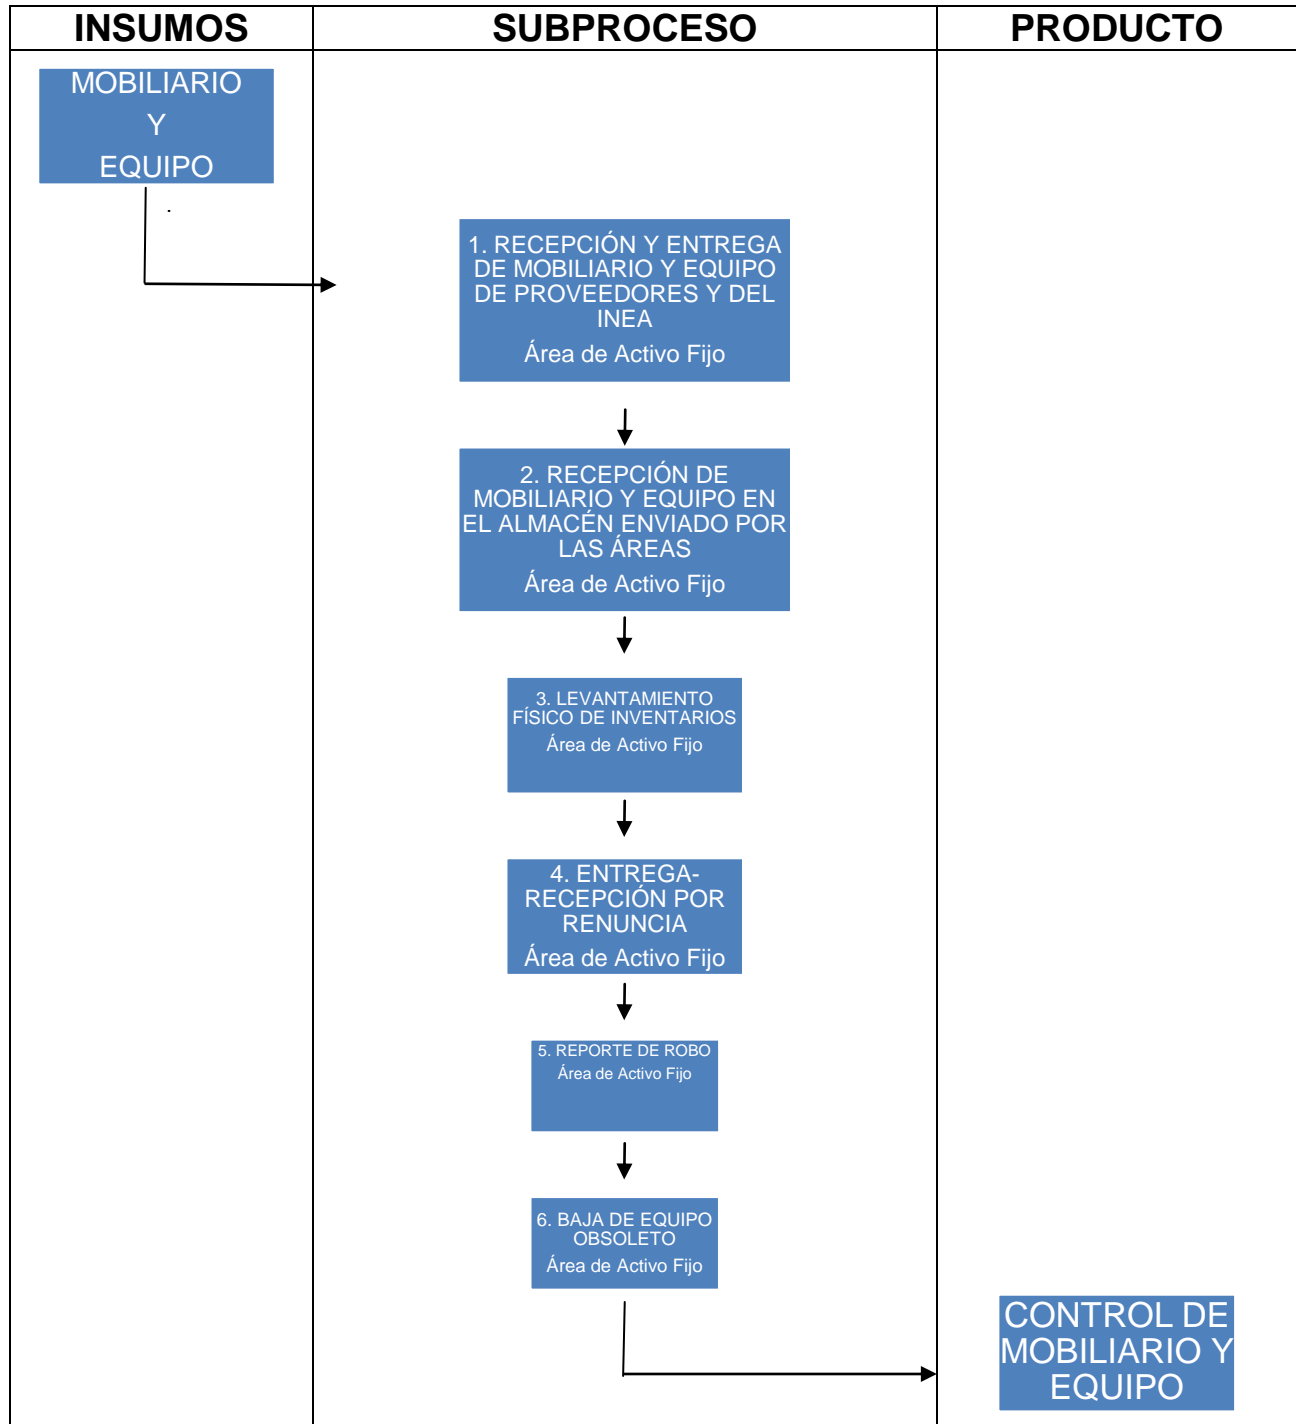 INSUMOS
SUBPROCESO
PRODUCTO
MOBILIARIO
Y
EQUIPO
.
1. RECEPCIÓN Y ENTREGA
DE MOBILIARIO Y EQUIPO
DE PROVEEDORES Y DEL
INEA
Área de Activo Fijo
2. RECEPCIÓN DE
MOBILIARIO Y EQUIPO EN
EL ALMACÉN ENVIADO POR
LAS ÁREAS
Área de Activo Fijo
3. LEVANTAMIENTO
FÍSICO DE INVENTARIOS
Área de Activo Fijo
4. ENTREGA-
RECEPCIÓN POR
RENUNCIA
Área de Activo Fijo
5. REPORTE DE ROBO
Área de Activo Fijo
6. BAJA DE EQUIPO
OBSOLETO
Área de Activo Fijo
CONTROL DE
MOBILIARIO Y
EQUIPO